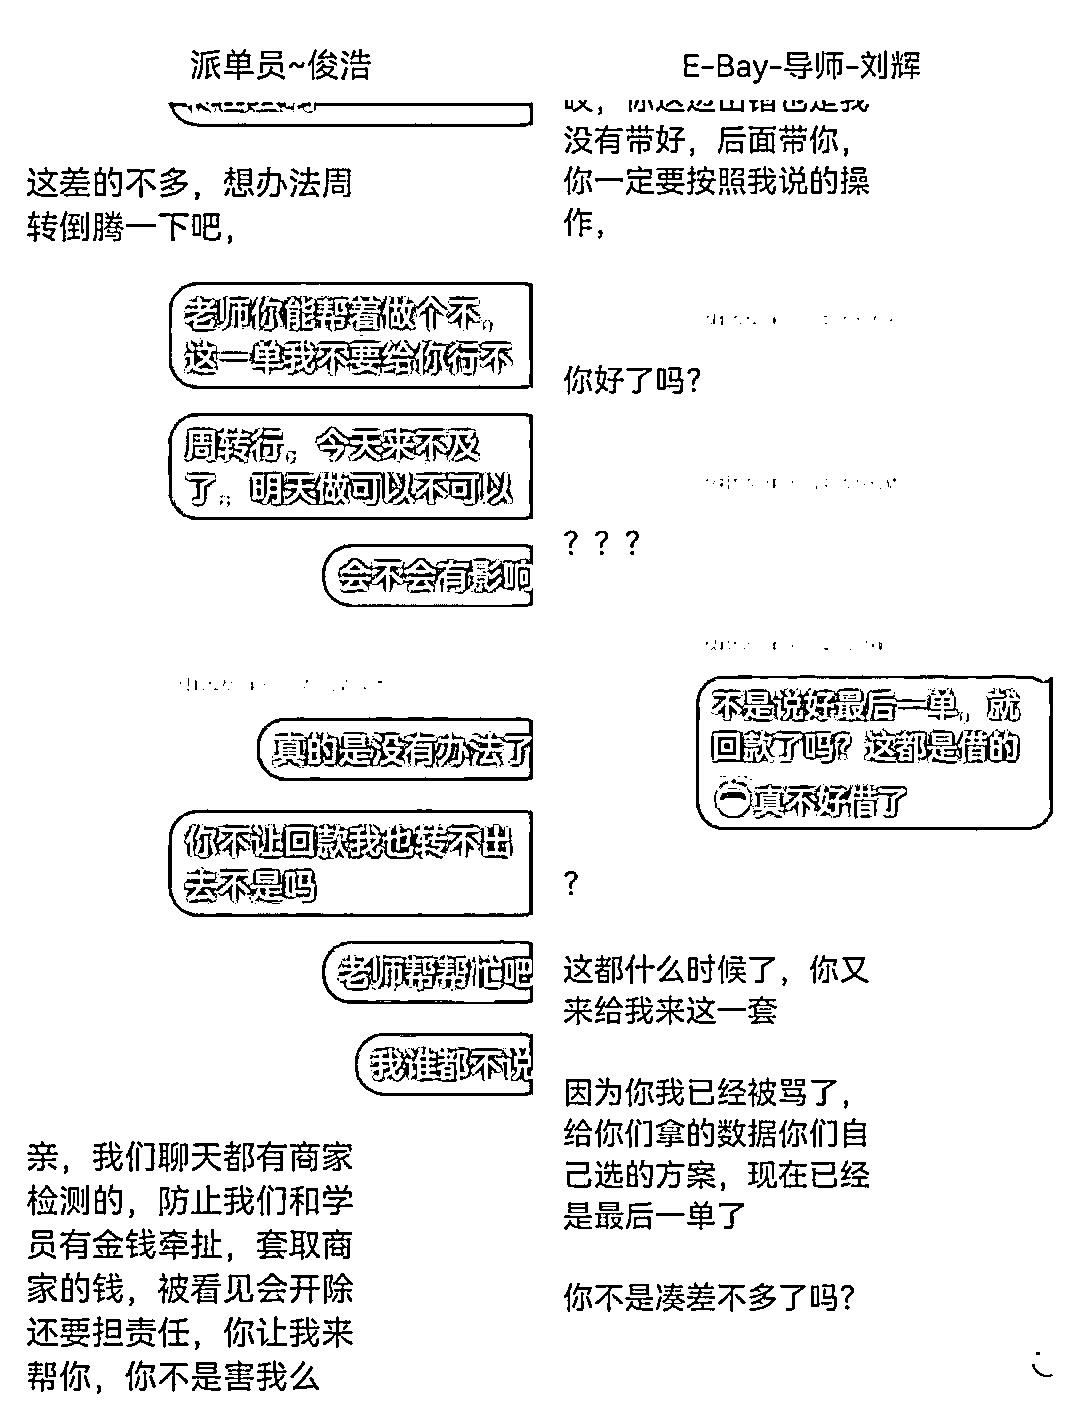 派单员~俊浩
这差的不多，想办法周
转倒腾一下吧，
老师你能帮着做个不。
这一单我不要给你行不
周转行。今天来不及
了。明天做可以不可以
会不会有影响
真的是没有办法了
你不让回款我也转不出
去不是吗
老师帮帮忙吧
我谁都不说
亲，我们聊天都有商家
检测的，防止我们和学
员有金钱牵扯，套取商
家的钱，被看见会开除
还要担责任，你让我来
帮你，你不是害我么
E-Bay-导师-刘辉
哎，你这边出错也是我
没有带好，后面带你，
你一定要按照我说的操
作，
你好了吗？
？？？
不是说好最后一单。就
回款了吗？这都是借的
真不好借了
？
这都什么时候了，你又
来给我来这一套
因为你我已经被骂了，
给你们拿的数据你们自
己选的方案，现在已经
是最后一单了
你不是凑差不多了吗？